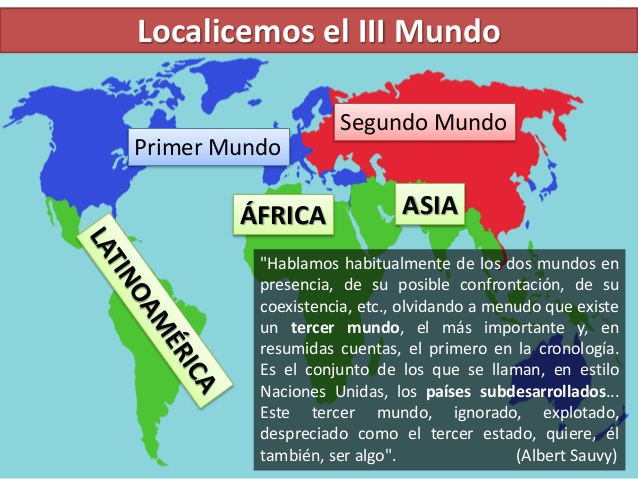 Localicemos el III Mundo
Segundo Mundo
Primer Mundo
ÁFRICA
ASIA
LATINOAMÉRICA
"Hablamos habitualmente de los dos mundos en
presencia, de su posible confrontación, de su
coexistencia, etc., olvidando a menudo que existe
un tercer mundo, el más importante y, en
resumidas cuentas, el primero en la cronología.
Es el conjunto de los que se llaman, en estilo
Naciones Unidas, los países subdesarrollados...
Este tercer mundo, ignorado, explotado,
despreciado como el tercer estado, quiere, él
también, ser algo". (Albert Sauvy)